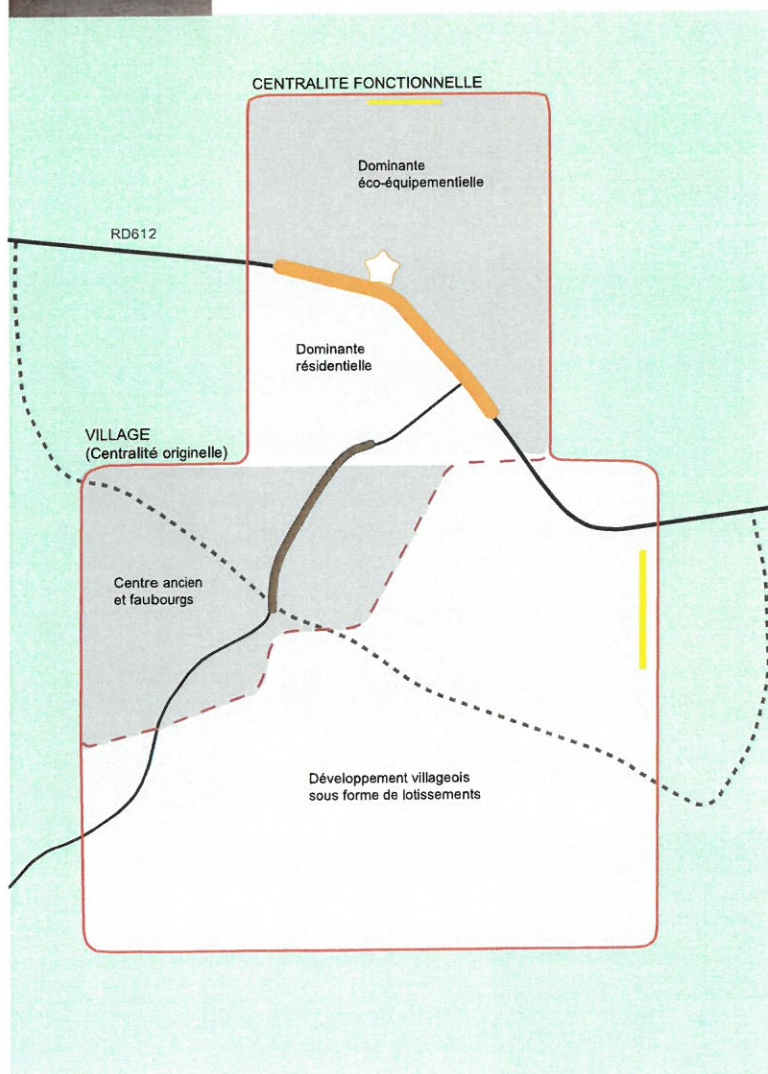 CENTRALITE FONCTIONNELLE
Dominante
éco-équipementielle
RD612
Dominante
résidentielle
VILLAGE
(Centralité originelle)
Centre ancien
et faubourgs
Développement villageois
sous forme de lotissements